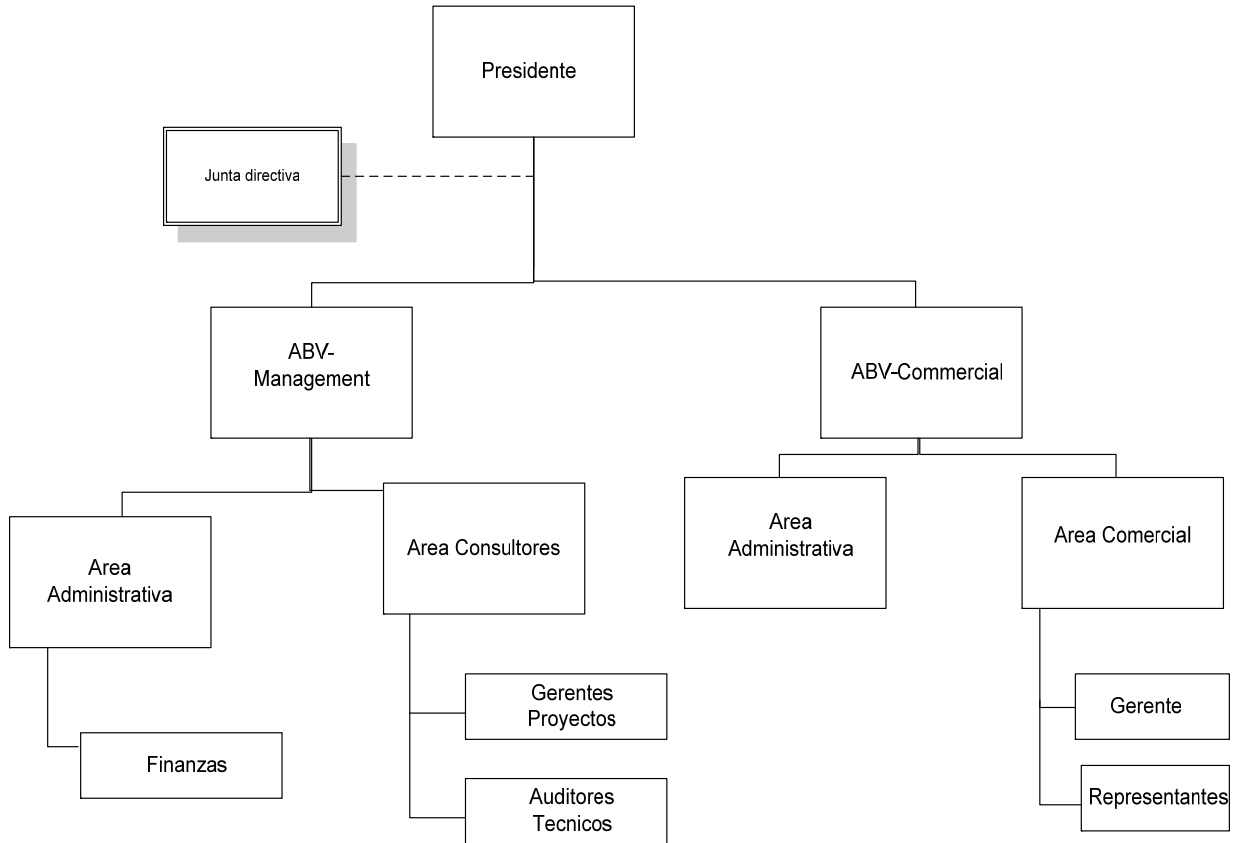 Presidente
Junta directiva
ABV-
Management
ABV-Commercial
Area
Administrativa
Area Consultores
Area
Administrativa
Area Comercial
Gerentes
Proyectos
Gerente
Finanzas
Auditores
Tecnicos
Representantes